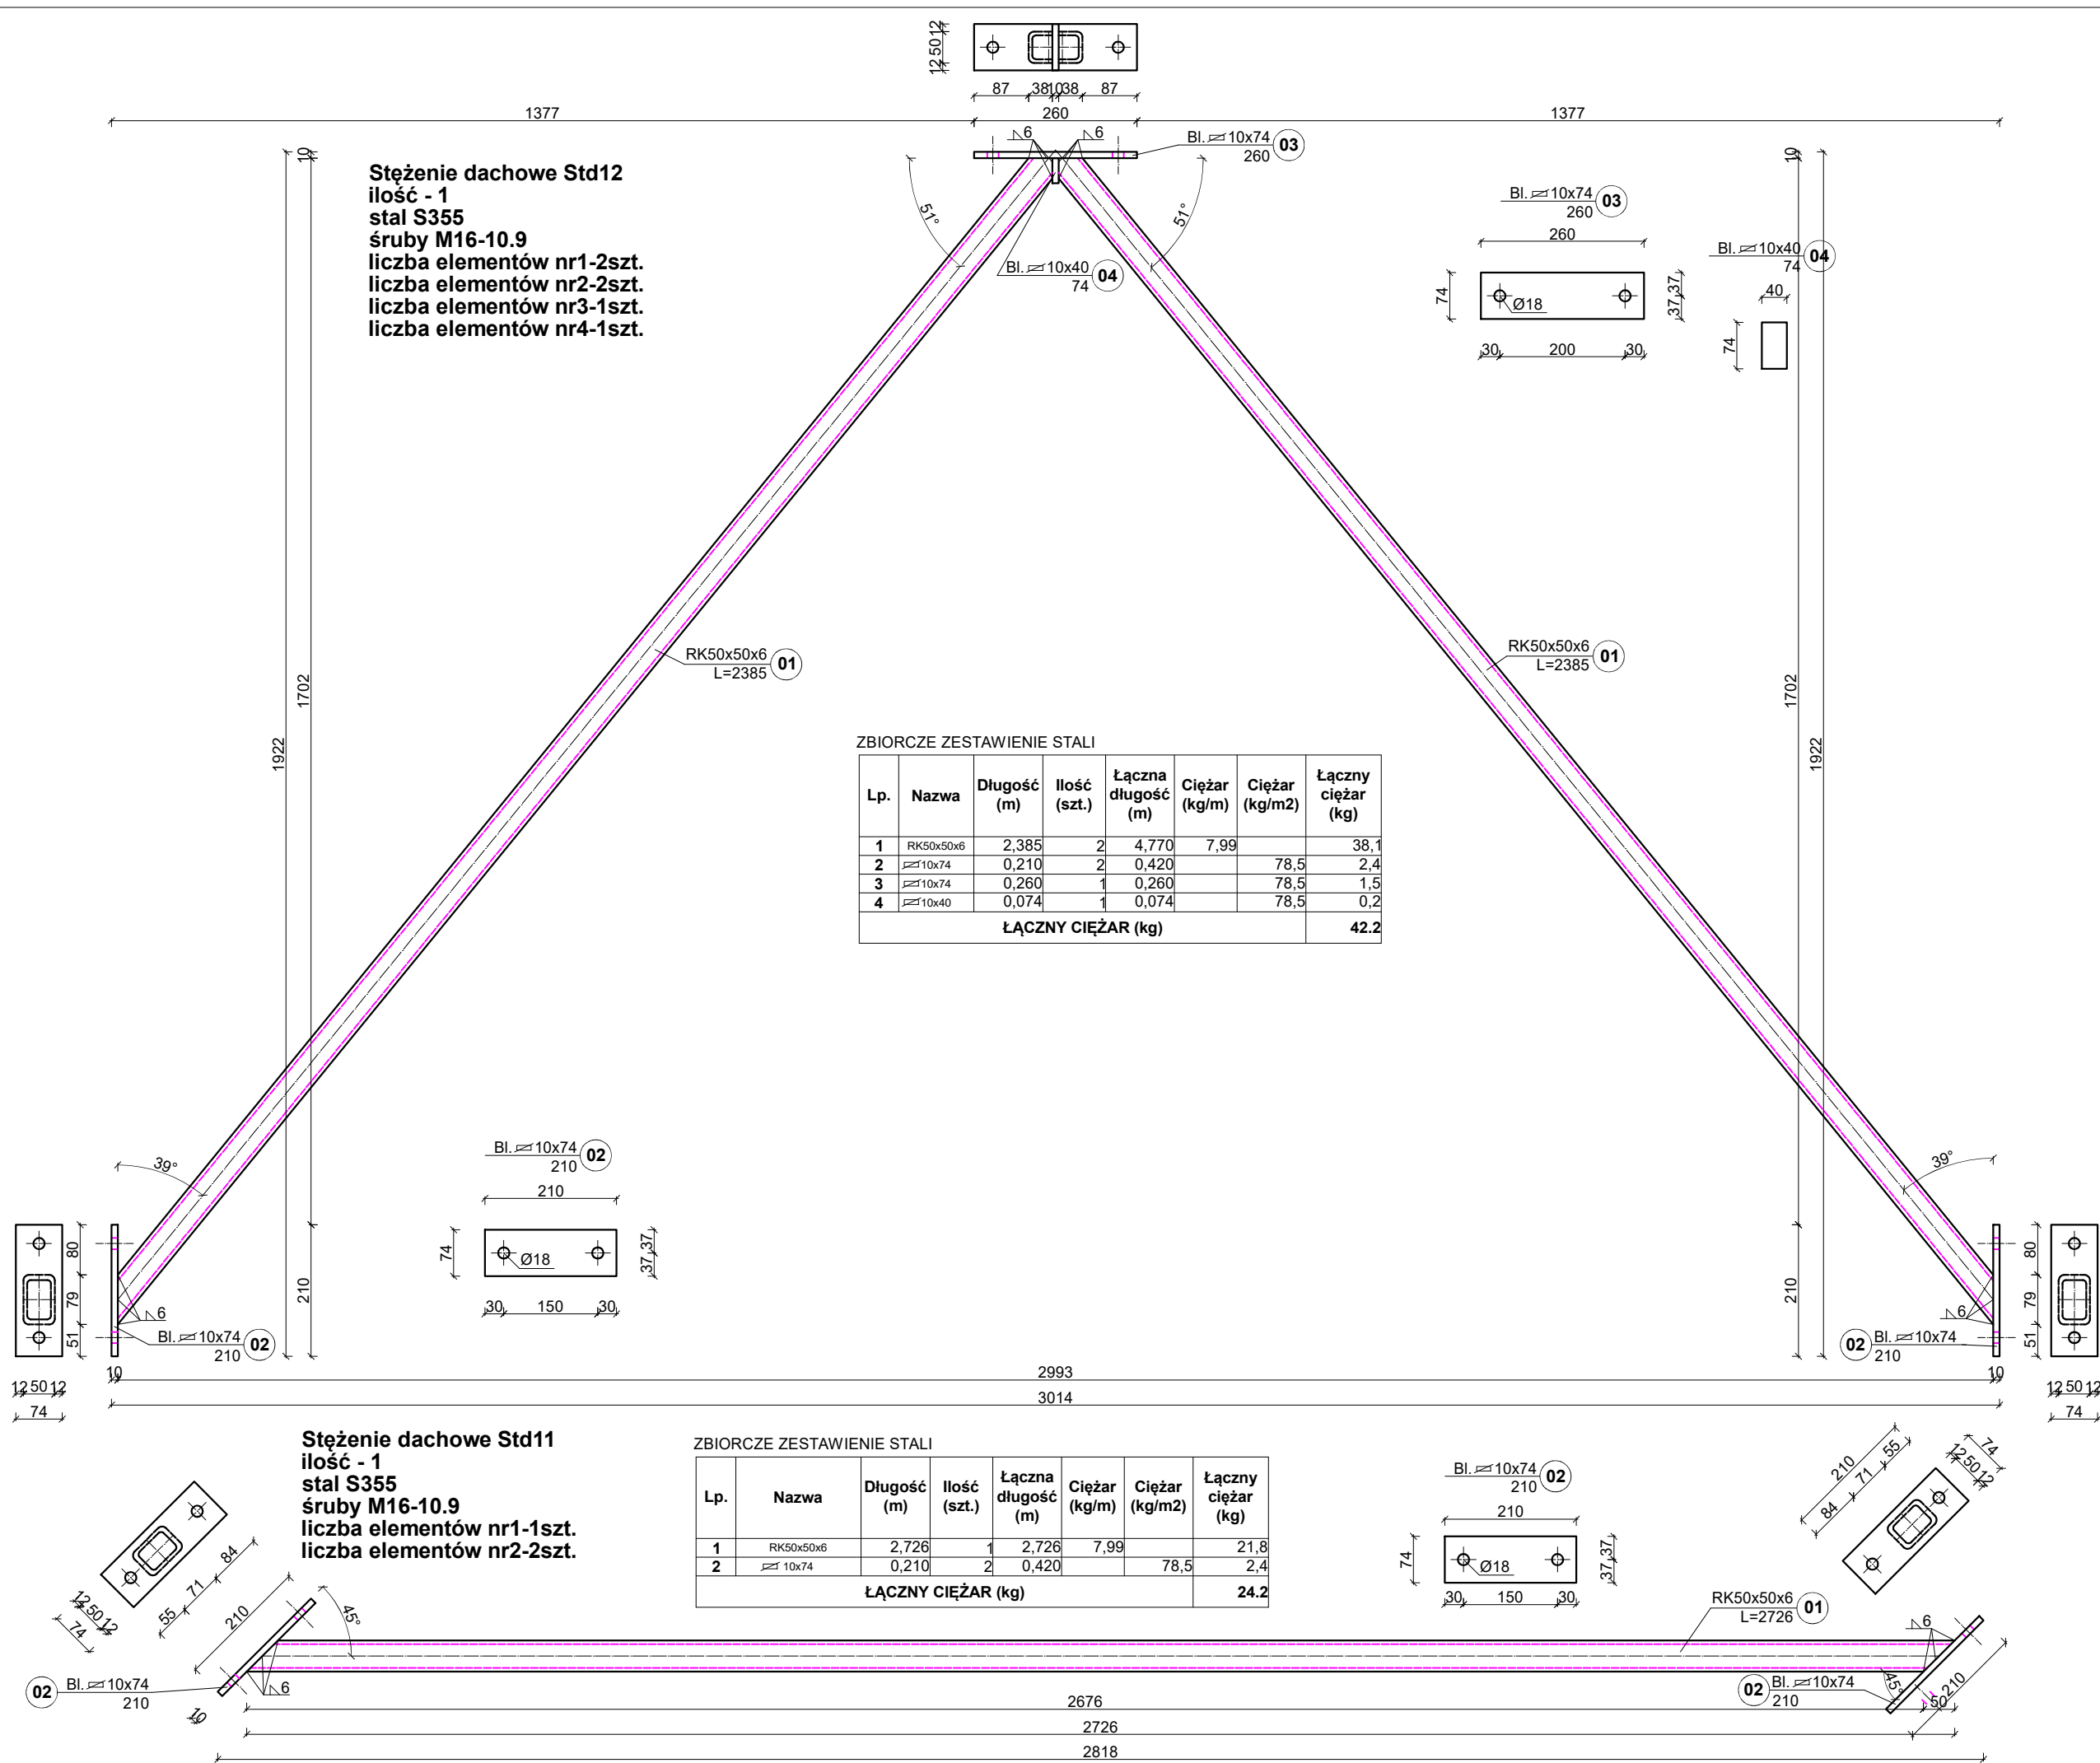 12 50 12
87 38 10 38 87
1377 260 1377
6 6
Bl. 10x74 03
260
10 10
Stężenie dachowe Std12
ilość - 1
stal S355
śruby M16-10.9
liczba elementów nr1-2szt.
liczba elementów nr2-2szt.
liczba elementów nr3-1szt.
liczba elementów nr4-1szt.
51° 51°
Bl. 10x40 04
74
Bl. 10x74 03
260
260
74 Ø18 37 37
30 200 30
Bl. 10x40 04
74
40
74
RK50x50x6 01
L=2385
RK50x50x6 01
L=2385
1922 1702
1702 1922
ZBIORCZE ZESTAWIENIE STALI
Lp. Nazwa Długość (m) Ilość (szt.) Łączna długość (m) Ciężar (kg/m) Ciężar (kg/m2) Łączny ciężar (kg)
1 RK50x50x6 2,385 2 4,770 7,99 38,1
2 10x74 0,210 2 0,420 78,5 2,4
3 10x74 0,260 1 0,260 78,5 1,5
4 10x40 0,074 1 0,074 78,5 0,2
ŁĄCZNY CIĘŻAR (kg) 42.2
39° 39°
Bl. 10x74 02
210
210
74 Ø18 37 37
30 150 30
80 79 51 210
210 80 79 51
6 6
Bl. 10x74 02
210
02 Bl. 10x74
210
10 2993 10
12 50 12 12 50 12
74 3014 74
Stężenie dachowe Std11
ilość - 1
stal S355
śruby M16-10.9
liczba elementów nr1-1szt.
liczba elementów nr2-2szt.
ZBIORCZE ZESTAWIENIE STALI
Lp. Nazwa Długość (m) Ilość (szt.) Łączna długość (m) Ciężar (kg/m) Ciężar (kg/m2) Łączny ciężar (kg)
1 RK50x50x6 2,726 1 2,726 7,99 21,8
2 10x74 0,210 2 0,420 78,5 2,4
ŁĄCZNY CIĘŻAR (kg) 24.2
Bl. 10x74 02
210
210
74 Ø18 37 37
30 150 30
210 84 71 55
74 12 50 12
12 50 12 74
55 71 84
210 45°
RK50x50x6 01
L=2726
6 6
02 Bl. 10x74
210
10
02 Bl. 10x74
210
45° 210
2676 50
2726
2818